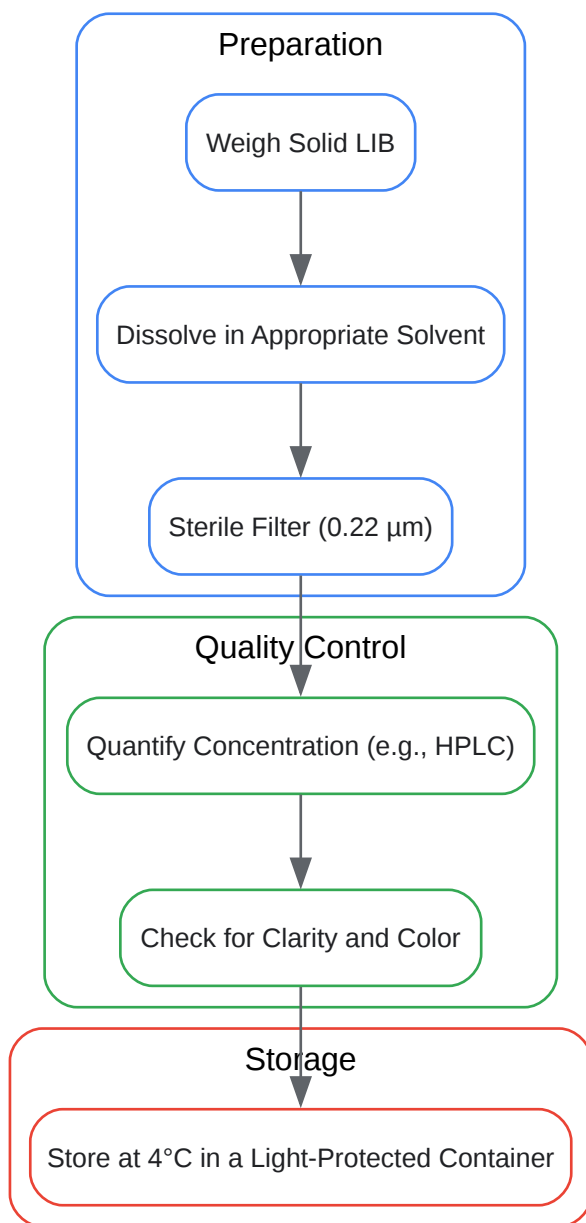 Preparation
Weigh Solid LIB
Dissolve in Appropriate Solvent
Sterile Filter (0.22 µm)
Quality Control
Quantify Concentration (e.g., HPLC)
Check for Clarity and Color
Storage
Store at 4°C in a Light-Protected Container